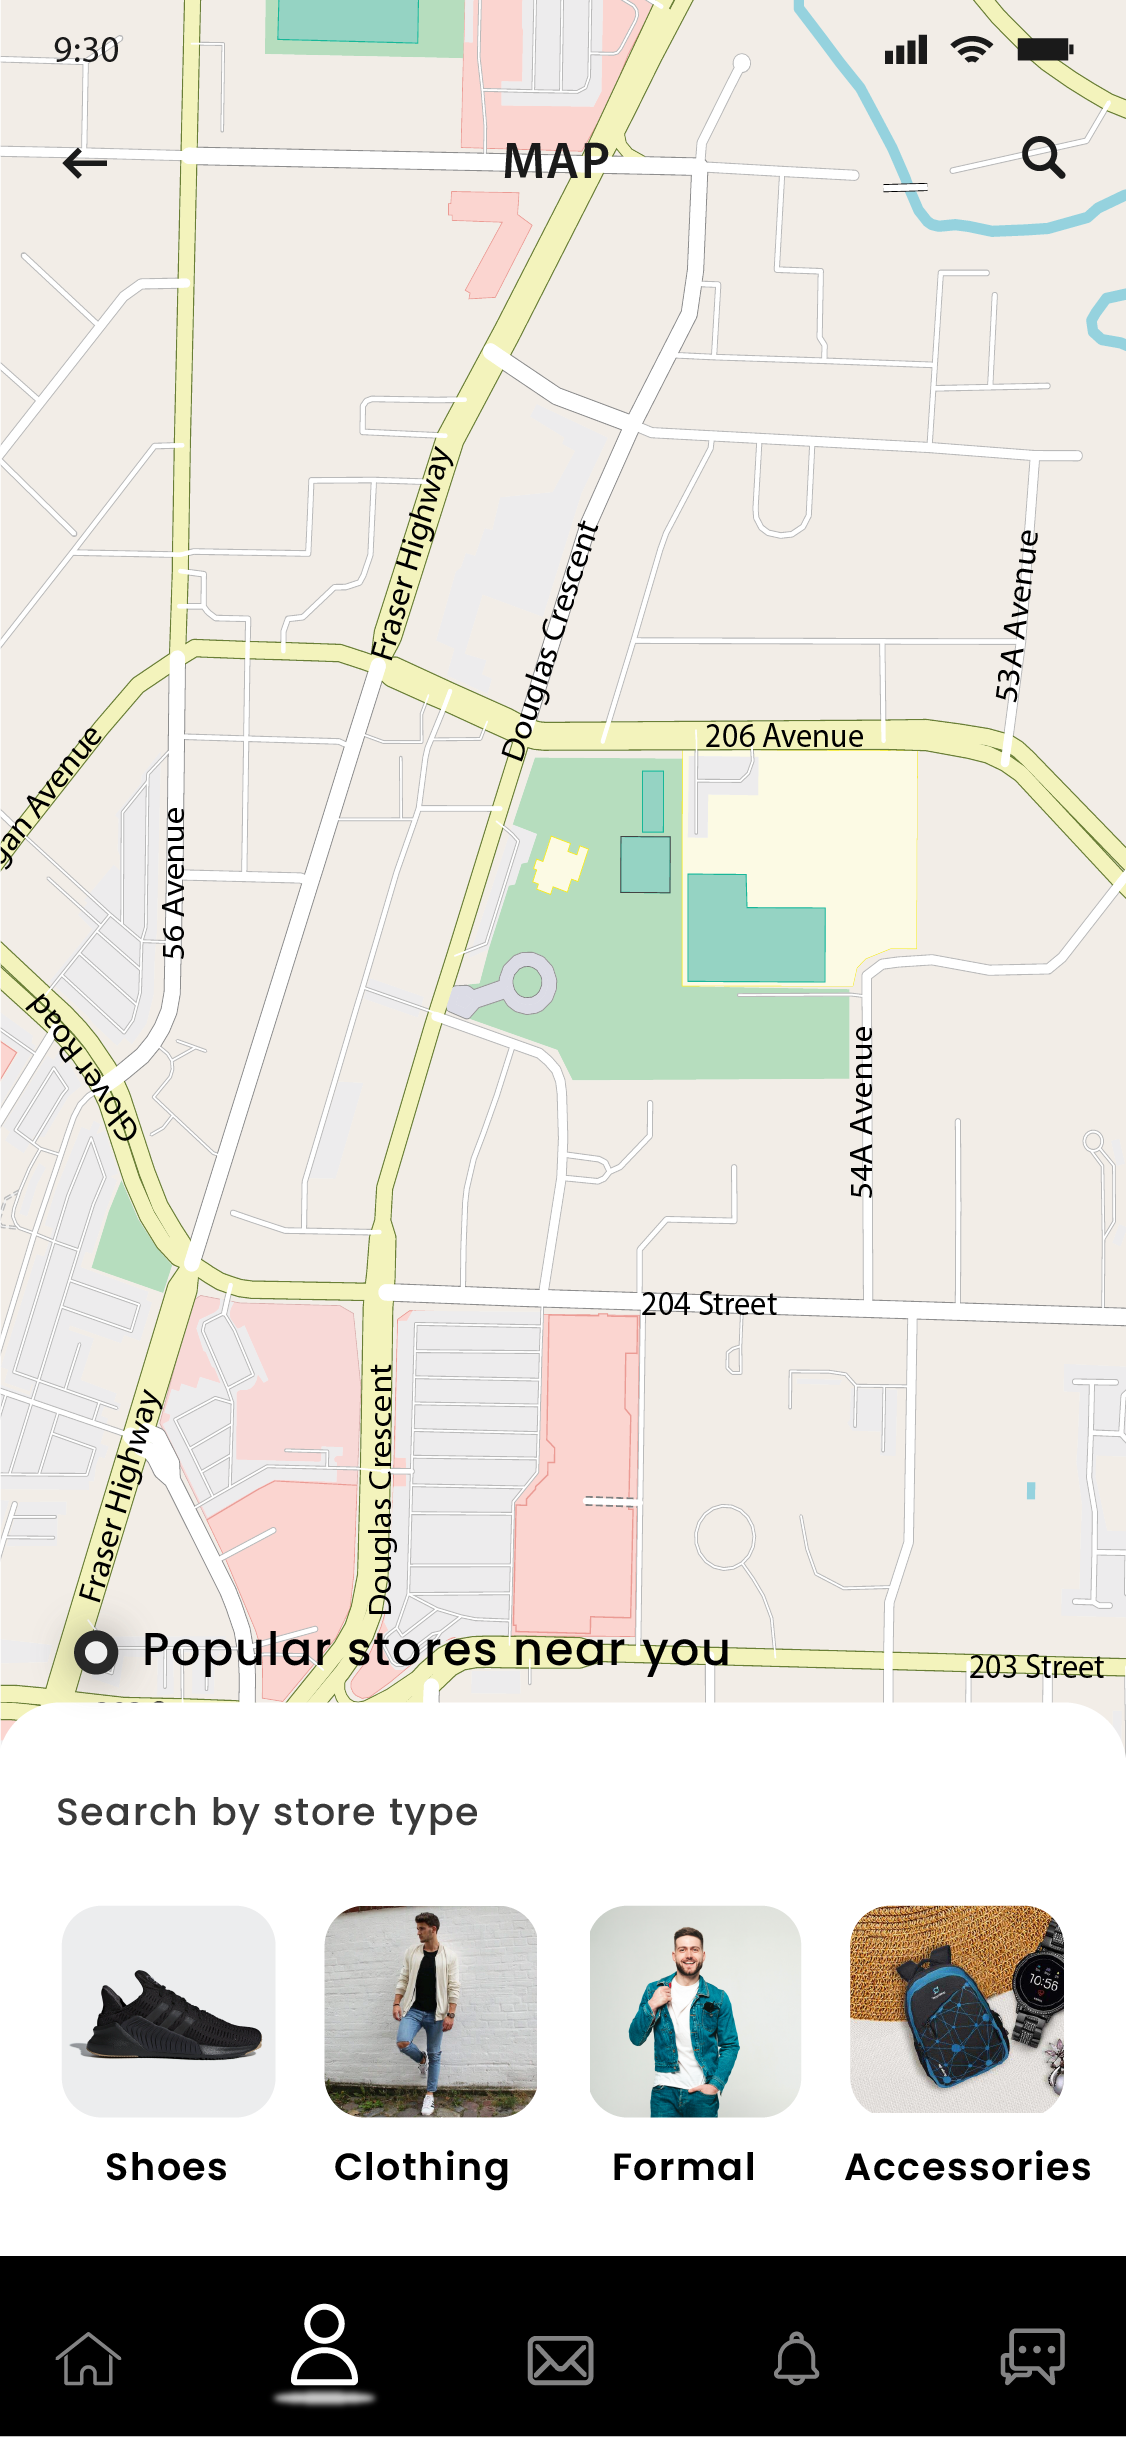 9:30
MAP
Fraser Highway
Douglas Crescent
53A Avenue
206 Avenue
gan Avenue
56 Avenue
Glover Road
54A Avenue
204 Street
Fraser Highway
Douglas Crescent
Popular stores near you
203 Street
Search by store type
10:56
Shoes
Clothing
Formal
Accessories